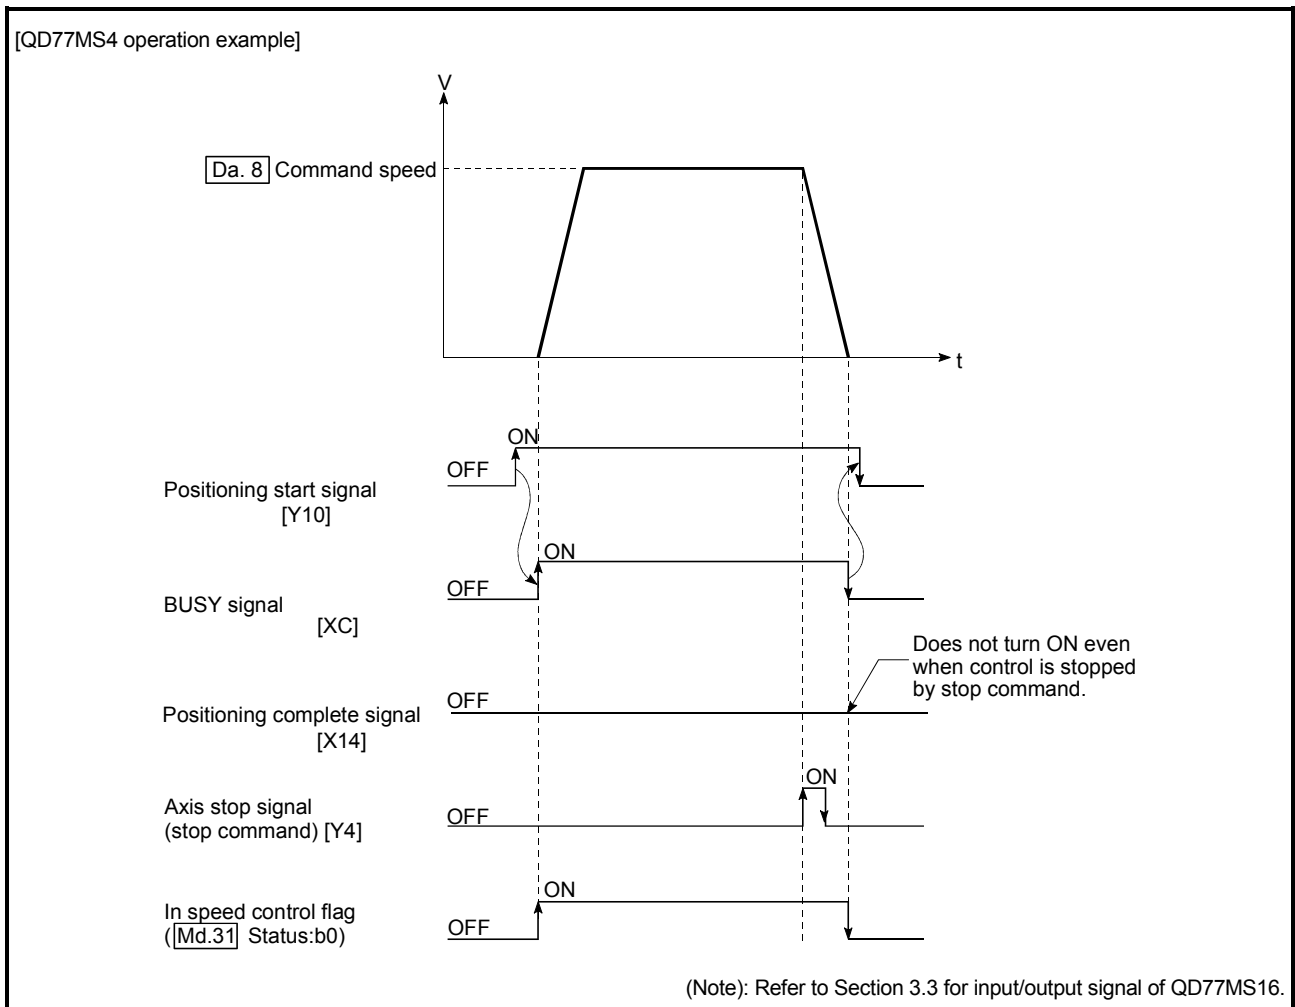 [QD77MS4 operation example]
V
Da. 8 Command speed
t
ON
OFF
Positioning start signal
[Y10]
ON
OFF
BUSY signal
[XC]
Does not turn ON even
when control is stopped
by stop command.
OFF
Positioning complete signal
[X14]
ON
Axis stop signal
OFF
(stop command) [Y4]
ON
In speed control flag
OFF
(Md.31 Status:b0)
(Note): Refer to Section 3.3 for input/output signal of QD77MS16.